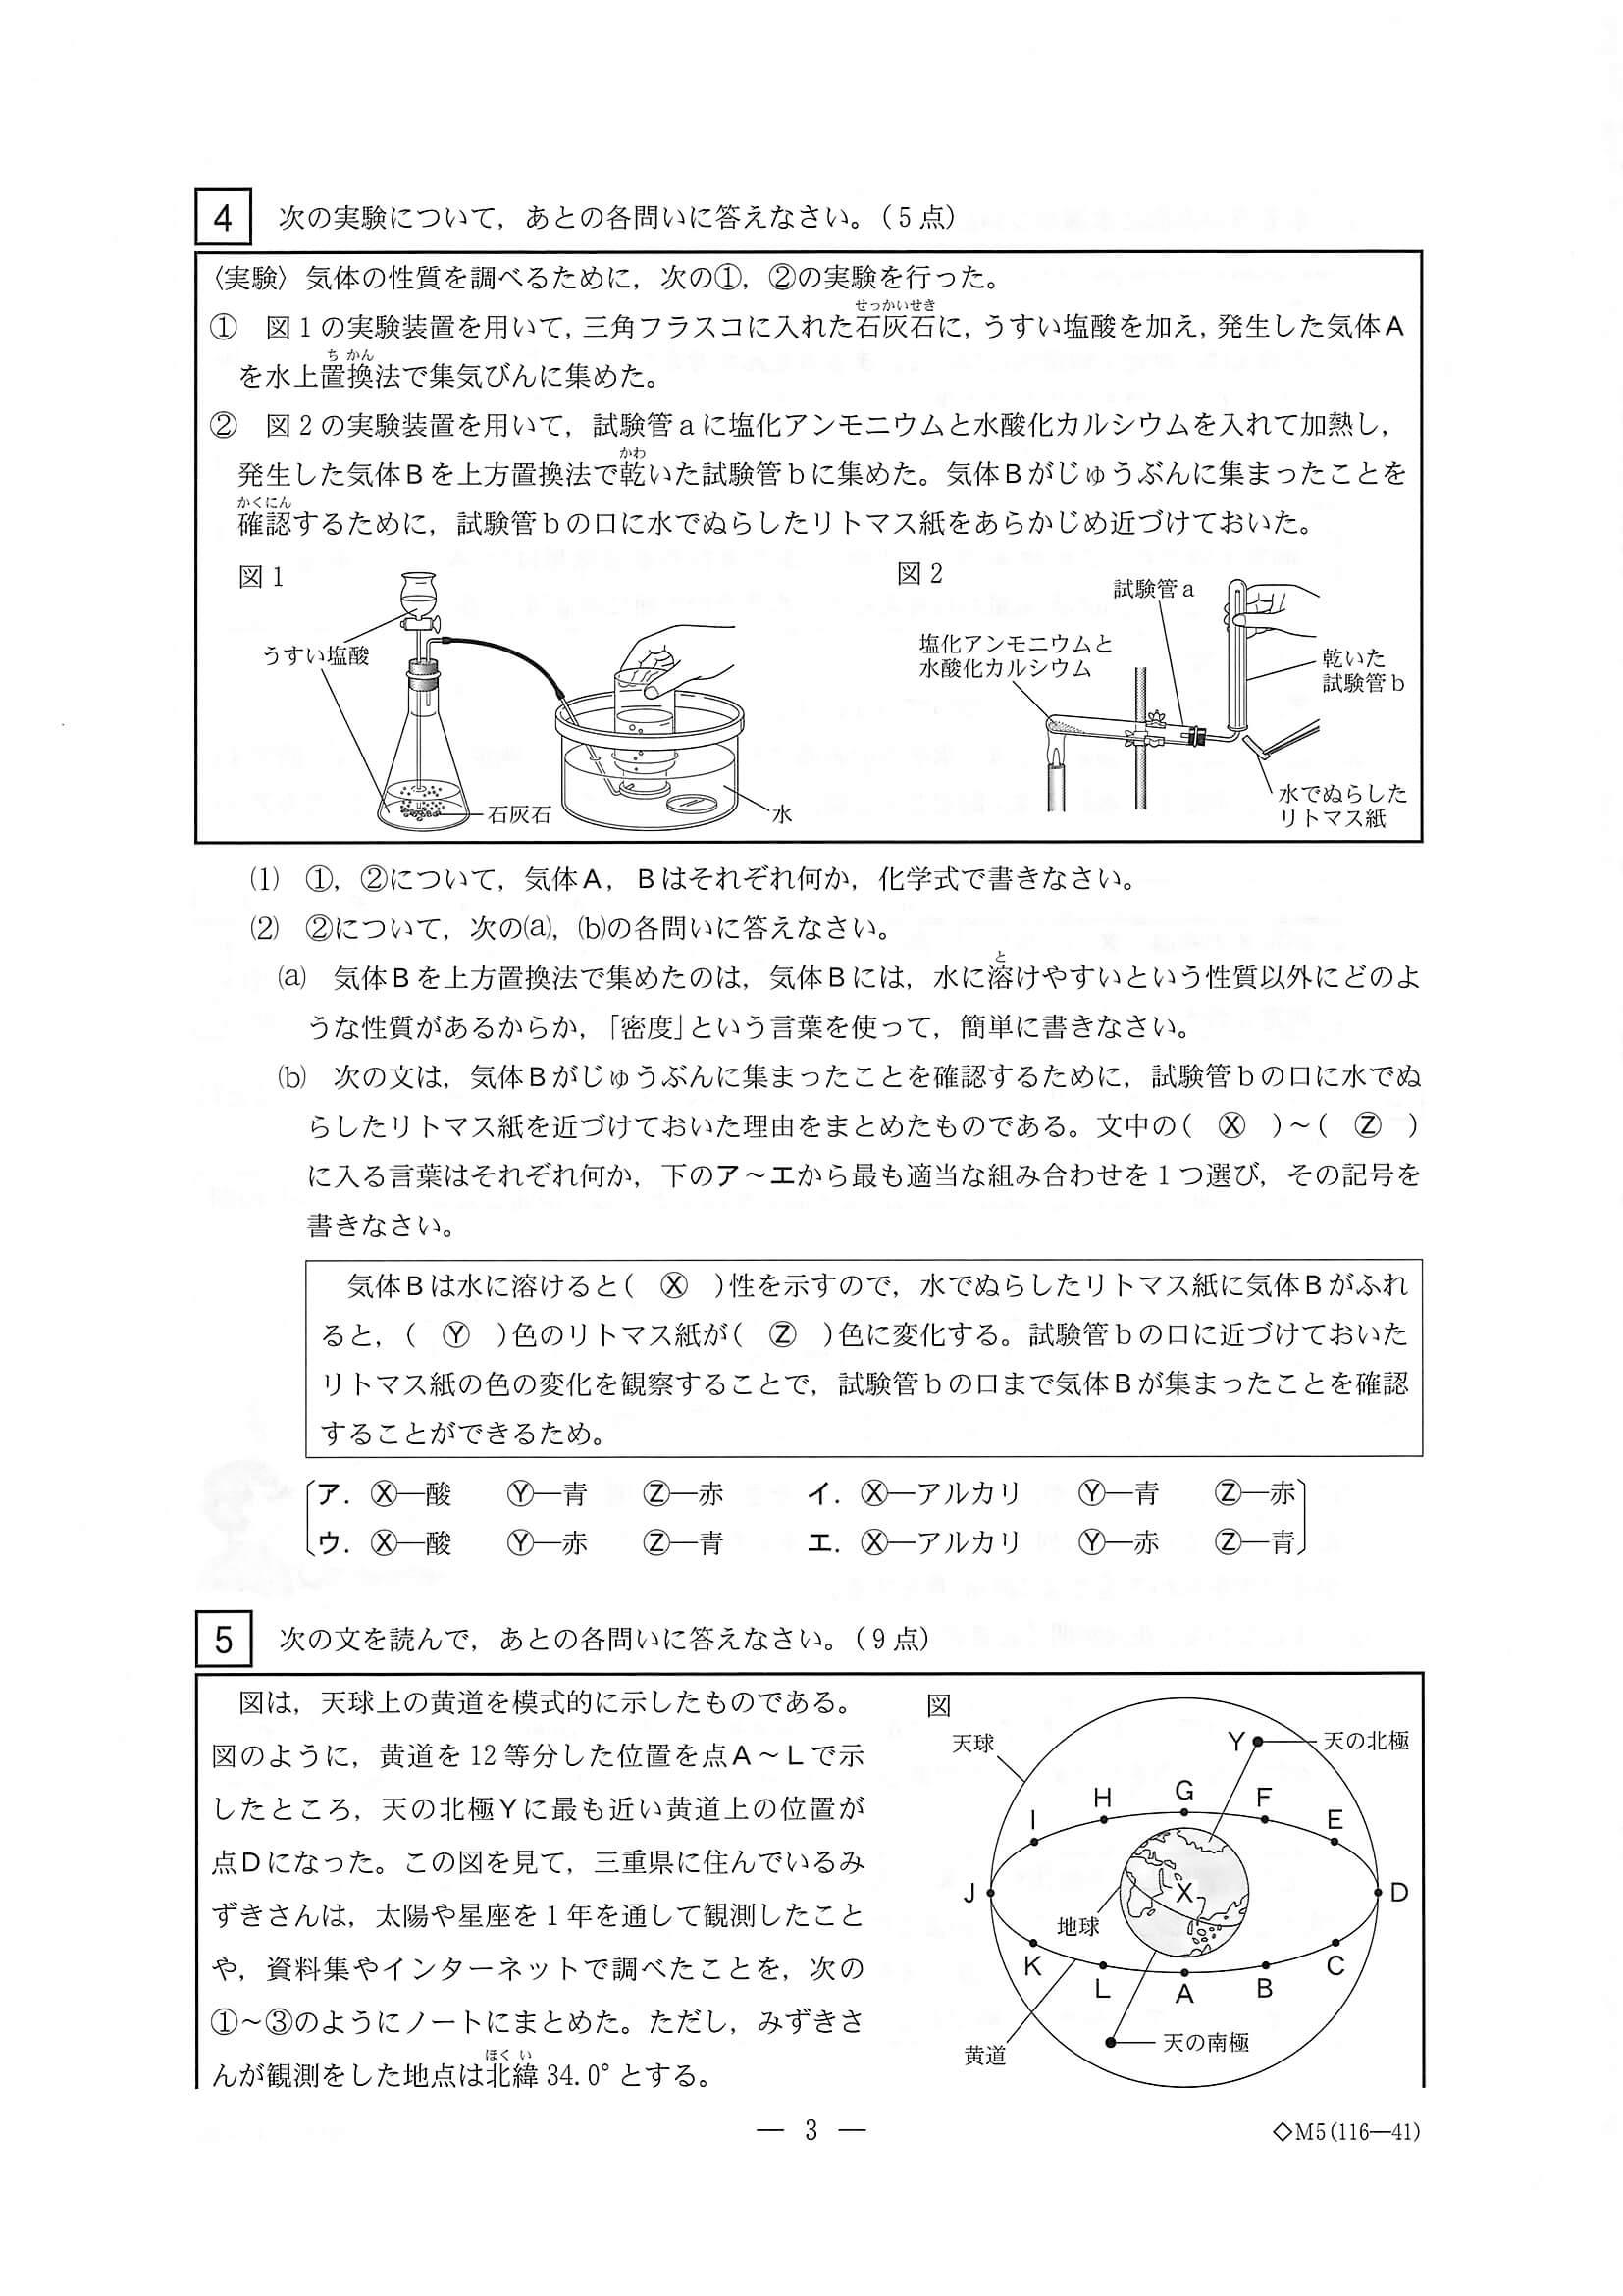 4 次の実験について，あとの各問いに答えなさい。（5点）
〈実験〉気体の性質を調べるために，次の①，②の実験を行った。
せっかいせき
① 図1の実験装置を用いて，三角フラスコに入れた石灰石に，うすい塩酸を加え，発生した気体A
ち かん
を水上置換法で集気びんに集めた。
② 図2の実験装置を用いて，試験管aに塩化アンモニウムと水酸化カルシウムを入れて加熱し，
かわ
発生した気体Bを上方置換法で乾いた試験管bに集めた。気体Bがじゅうぶんに集まったことを
かくにん
確認するために，試験管bの口に水でぬらしたリトマス紙をあらかじめ近づけておいた。
図1
うすい塩酸
石灰石
水
図2
試験管a
塩化アンモニウムと
水酸化カルシウム
乾いた
試験管b
水でぬらした
リトマス紙
⑴ ①，②について，気体A，Bはそれぞれ何か，化学式で書きなさい。
⑵ ②について，次の⒜，⒝の各問いに答えなさい。
と
⒜ 気体Bを上方置換法で集めたのは，気体Bには，水に溶けやすいという性質以外にどのよ
うな性質があるからか，「密度」という言葉を使って，簡単に書きなさい。
⒝ 次の文は，気体Bがじゅうぶんに集まったことを確認するために，試験管bの口に水でぬ
らしたリトマス紙を近づけておいた理由をまとめたものである。文中の（ Ⓧ ）～（ Ⓩ ）
に入る言葉はそれぞれ何か，下のア～エから最も適当な組み合わせを1つ選び，その記号を
書きなさい。
気体Bは水に溶けると（ Ⓧ ）性を示すので，水でぬらしたリトマス紙に気体Bがふれ
ると，（ Ⓨ ）色のリトマス紙が（ Ⓩ ）色に変化する。試験管bの口に近づけておいた
リトマス紙の色の変化を観察することで，試験管bの口まで気体Bが集まったことを確認
することができるため。
ア．Ⓧ―酸 Ⓨ―青 Ⓩ―赤 イ．Ⓧ―アルカリ Ⓨ―青 Ⓩ―赤
ウ．Ⓧ―酸 Ⓨ―赤 Ⓩ―青 エ．Ⓧ―アルカリ Ⓨ―赤 Ⓩ―青
5 次の文を読んで，あとの各問いに答えなさい。（9点）
図は，天球上の黄道を模式的に示したものである。
図のように，黄道を12等分した位置を点A～Lで示
したところ，天の北極Yに最も近い黄道上の位置が
点Dになった。この図を見て，三重県に住んでいるみ
ずきさんは，太陽や星座を1年を通して観測したこと
や，資料集やインターネットで調べたことを，次の
①～③のようにノートにまとめた。ただし，みずきさ
ほく い
んが観測をした地点は北緯34.0°とする。
図
天球
Y
天の北極
H
G
F
I
E
J
X
D
地球
K
L
A
B
C
黄道
天の南極
― 3 ―
◇M5(116―41)